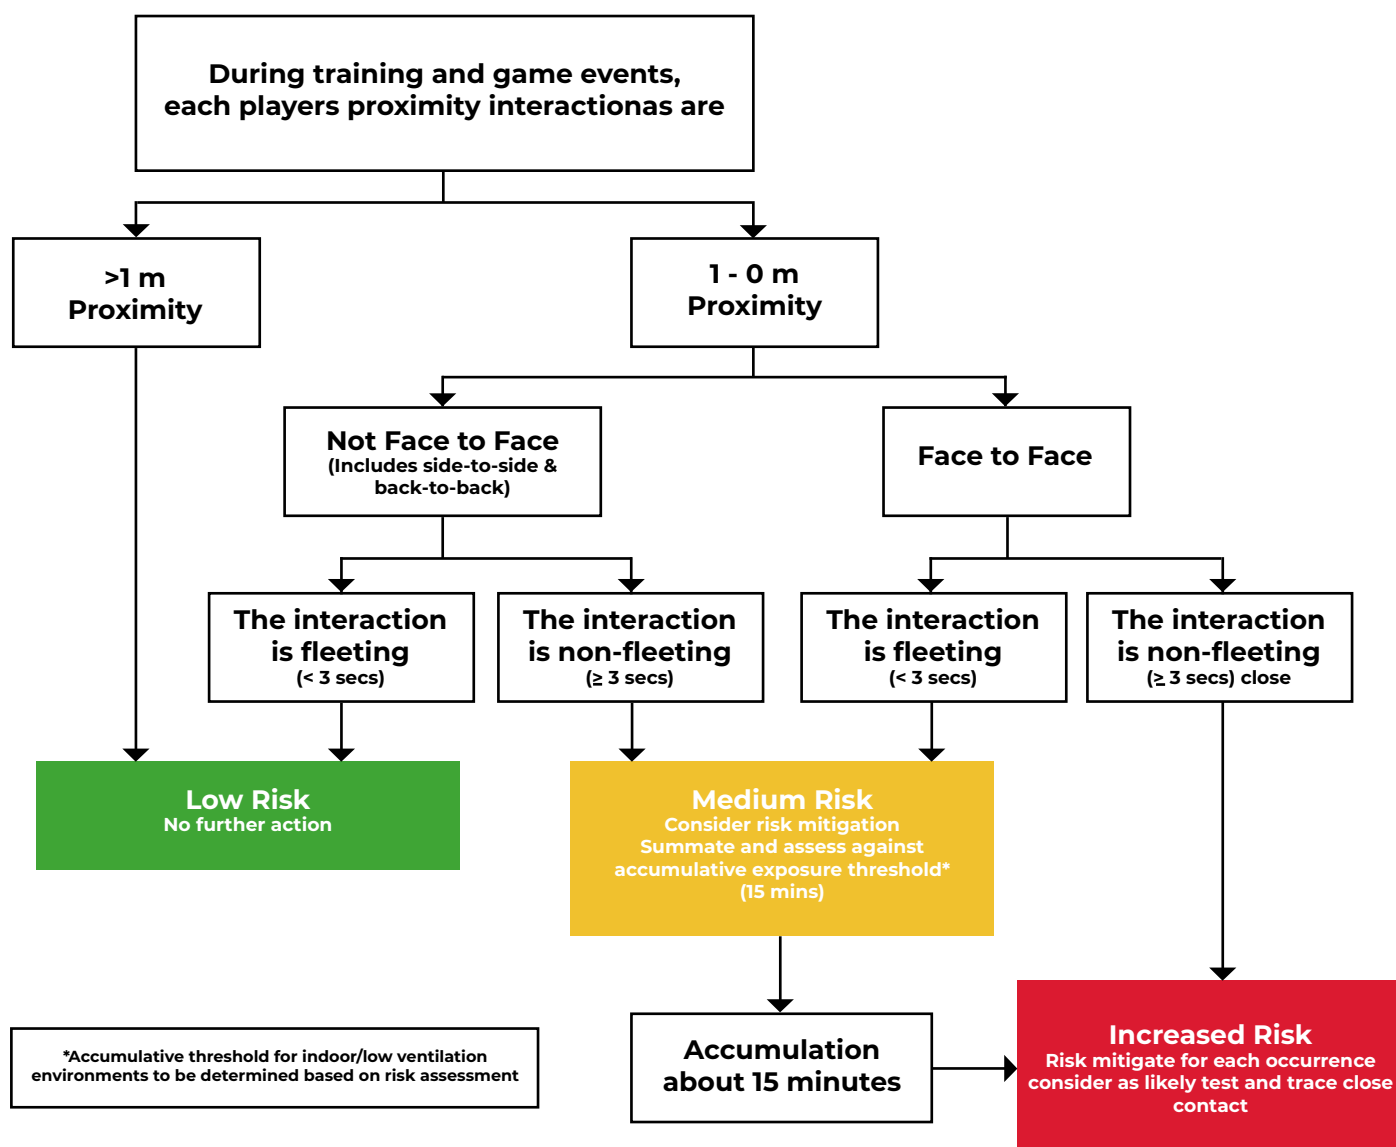 During training and game events,
each players proximity interactionas are
>1 m
Proximity
1 - 0 m
Proximity
Not Face to Face
(Includes side-to-side &
back-to-back)
Face to Face
The interaction
is fleeting
(< 3 secs)
The interaction
is non-fleeting
(≥ 3 secs)
The interaction
is fleeting
(< 3 secs)
The interaction
is non-fleeting
(≥ 3 secs) close
Low Risk
No further action
Medium Risk
Consider risk mitigation
Summate and assess against
accumulative exposure threshold*
(15 mins)
Accumulation
about 15 minutes
Increased Risk
Risk mitigate for each occurrence
consider as likely test and trace close
contact
*Accumulative threshold for indoor/low ventilation
environments to be determined based on risk assessment